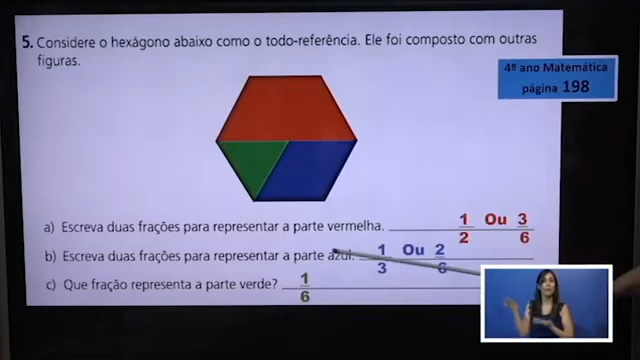 5. Considere o hexágono abaixo como o todo-referência. Ele foi composto com outras
figuras.
4º ano Matemática
página 198
a) Escreva duas frações para representar a parte vermelha. 1/2 Ou 3/6
b) Escreva duas frações para representar a parte azul. 1/3 Ou 2/6
c) Que fração representa a parte verde? 1/6